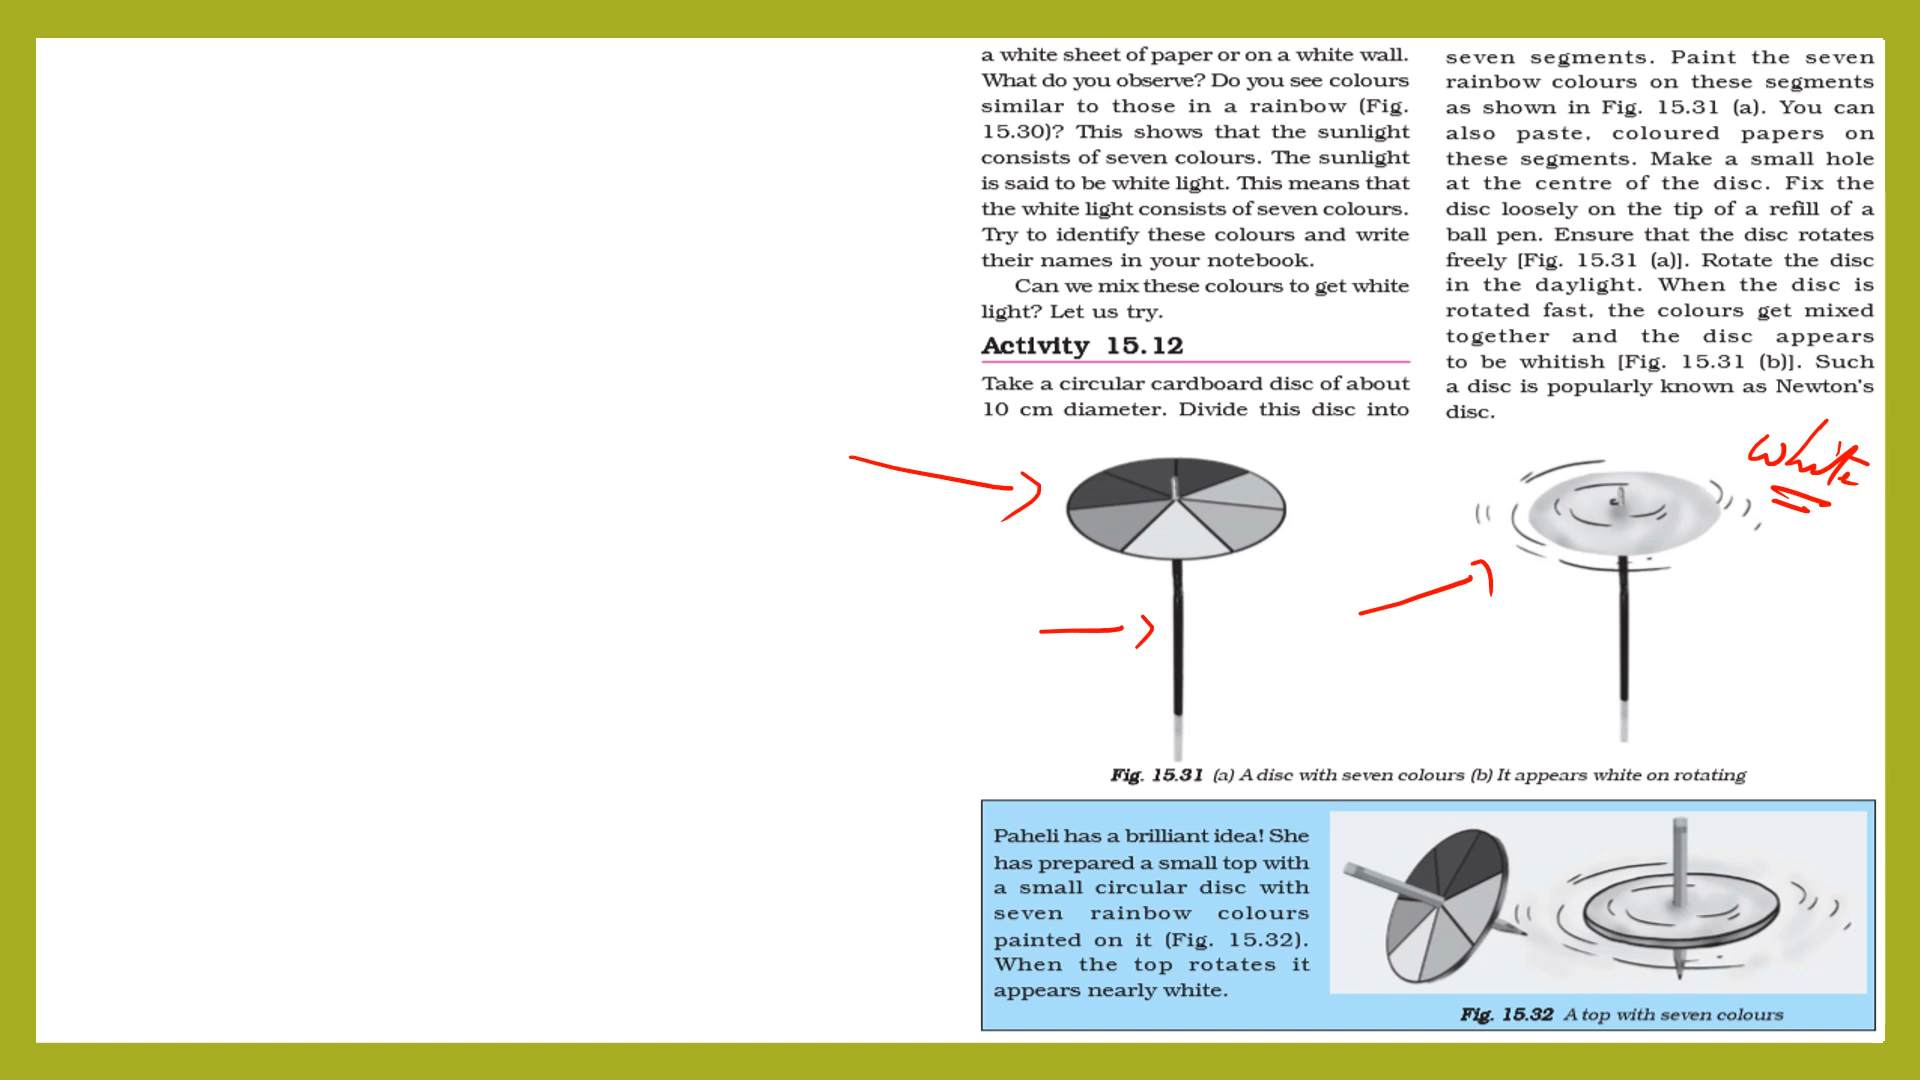 a white sheet of paper or on a white wall.
What do you observe? Do you see colours
similar to those in a rainbow (Fig.
15.30)? This shows that the sunlight
consists of seven colours. The sunlight
is said to be white light. This means that
the white light consists of seven colours.
Try to identify these colours and write
their names in your notebook.
Can we mix these colours to get white
light? Let us try.
Activity 15.12
Take a circular cardboard disc of about
10 cm diameter. Divide this disc into
seven segments. Paint the seven
rainbow colours on these segments
as shown in Fig. 15.31 (a). You can
also paste, coloured papers on
these segments. Make a small hole
at the centre of the disc. Fix the
disc loosely on the tip of a refill of a
ball pen. Ensure that the disc rotates
freely [Fig. 15.31 (a)]. Rotate the disc
in the daylight. When the disc is
rotated fast, the colours get mixed
together and the disc appears
to be whitish [Fig. 15.31 (b)]. Such
a disc is popularly known as Newton's
disc.
white
Fig. 15.31 (a) A disc with seven colours (b) It appears white on rotating
Paheli has a brilliant idea! She
has prepared a small top with
a small circular disc with
seven rainbow colours
painted on it (Fig. 15.32).
When the top rotates it
appears nearly white.
Fig. 15.32 A top with seven colours